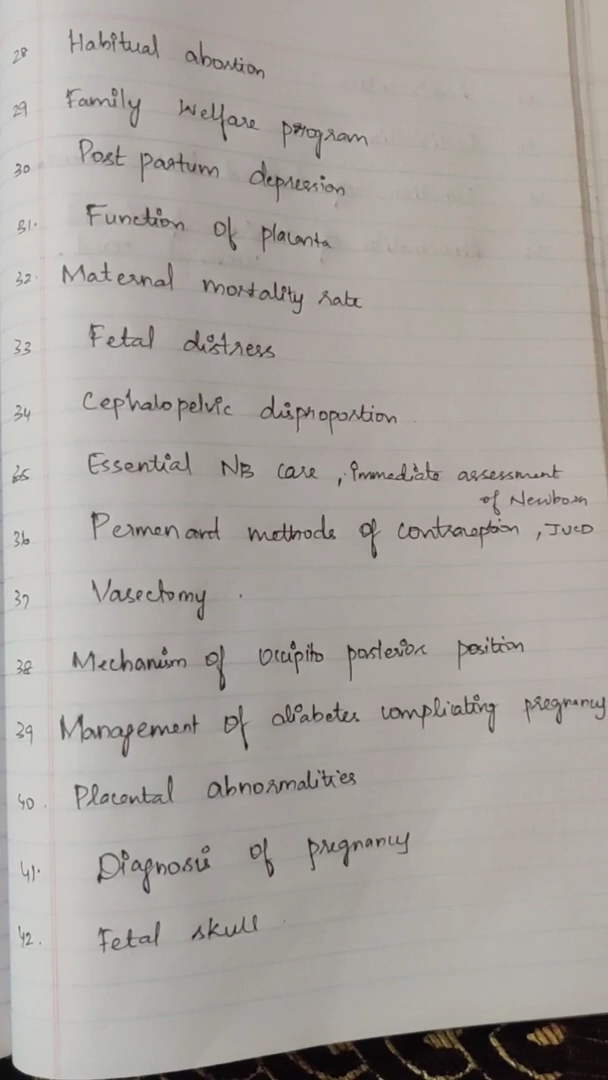 28 Habitual abortion
29 Family Welfare program
30 Post partum depression
31. Function of placenta
32. Maternal mortality rate
33 Fetal distress
34 Cephalopelvic disproportion
35 Essential NB care, immediate assessment
of Newborn
36 Permenant methods of contraception, IUCD
37 Vasectomy.
38 Mechanism of occipito posterior position
39 Management of diabetes compliating pregnancy
40. Placental abnormalities
41. Diagnosis of pregnancy
42. Fetal skull